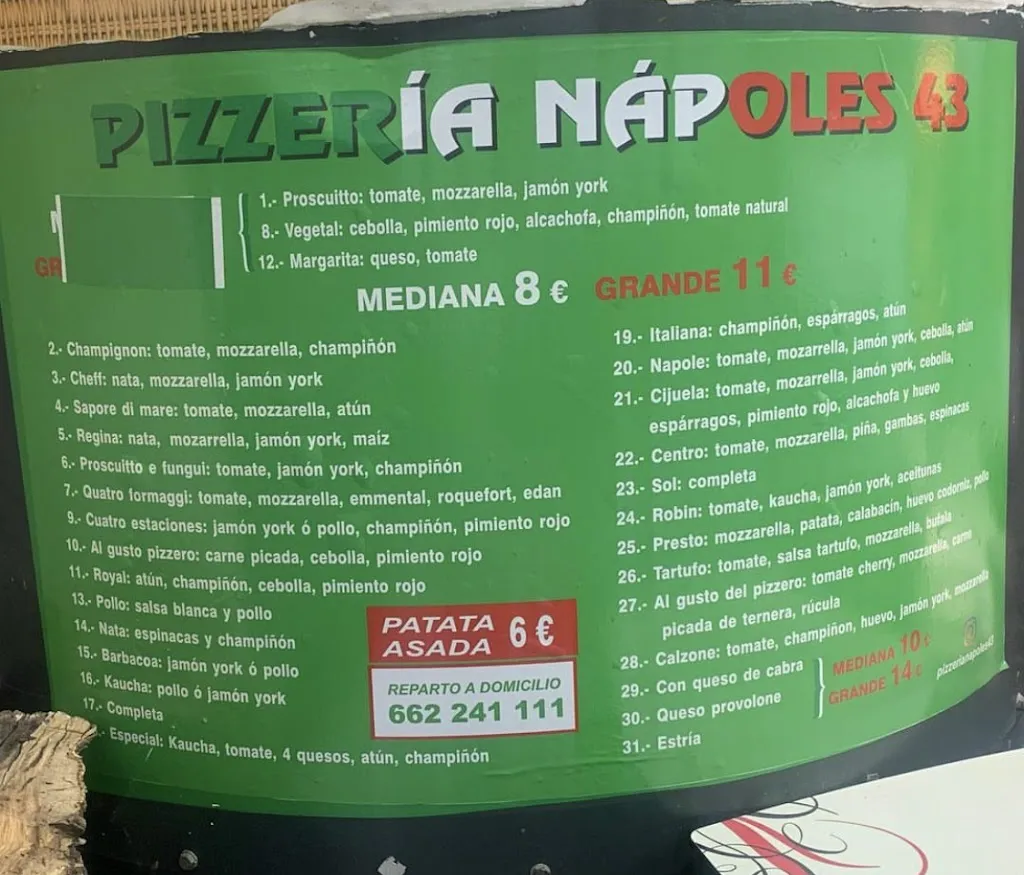 PIZZERÍA NÁPOLES 43
1.- Proscuitto: tomate, mozzarella, jamón york
8.- Vegetal: cebolla, pimiento rojo, alcachofa, champiñón, tomate natural
12.- Margarita: queso, tomate
GR
MEDIANA 8 € GRANDE 11 €
2.- Champignon: tomate, mozzarella, champiñón
3.- Cheff: nata, mozzarella, jamón york
4.- Sapore di mare: tomate, mozzarella, atún
5.- Regina: nata, mozarrella, jamón york, maíz
6.- Proscuitto e fungui: tomate, jamón york, champiñón
7.- Quatro formaggi: tomate, mozzarella, emmental, roquefort, edan
9.- Cuatro estaciones: jamón york ó pollo, champiñón, pimiento rojo
10.- Al gusto pizzero: carne picada, cebolla, pimiento rojo
11.- Royal: atún, champiñón, cebolla, pimiento rojo
13.- Pollo: salsa blanca y pollo
14.- Nata: espinacas y champiñón
15.- Barbacoa: jamón york ó pollo
16.- Kaucha: pollo ó jamón york
17.- Completa
.- Especial: Kaucha, tomate, 4 quesos, atún, champiñón
PATATA
ASADA 6 €
REPARTO A DOMICILIO
662 241 111
19.- Italiana: champiñón, espárragos, atún
20.- Napole: tomate, mozarrella, jamón york, cebolla, atún
21.- Cijuela: tomate, mozarrella, jamón york, cebolla,
espárragos, pimiento rojo, alcachofa y huevo
22.- Centro: tomate, mozzarella, piña, gambas, espinacas
23.- Sol: completa
24.- Robin: tomate, kaucha, jamón york, aceitunas
25.- Presto: mozzarella, patata, calabacín, huevo codorniz, pollo
26.- Tartufo: tomate, salsa tartufo, mozzarella, bufala
27.- Al gusto del pizzero: tomate cherry, mozzarella, carne
picada de ternera, rúcula
28.- Calzone: tomate, champiñon, huevo, jamón york, mozzarella
29.- Con queso de cabra
30.- Queso provolone
MEDIANA 10 €
GRANDE 14 €
31.- Estría
pizzerianapoles43